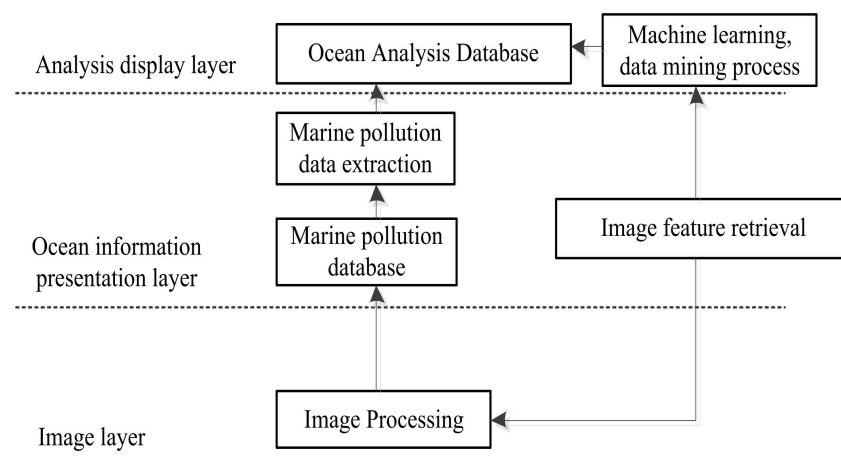 Analysis display layer
Ocean Analysis Database
Machine learning,
data mining process
Marine pollution
data extraction
Image feature retrieval
Ocean information
presentation layer
Marine pollution
database
Image Processing
Image layer